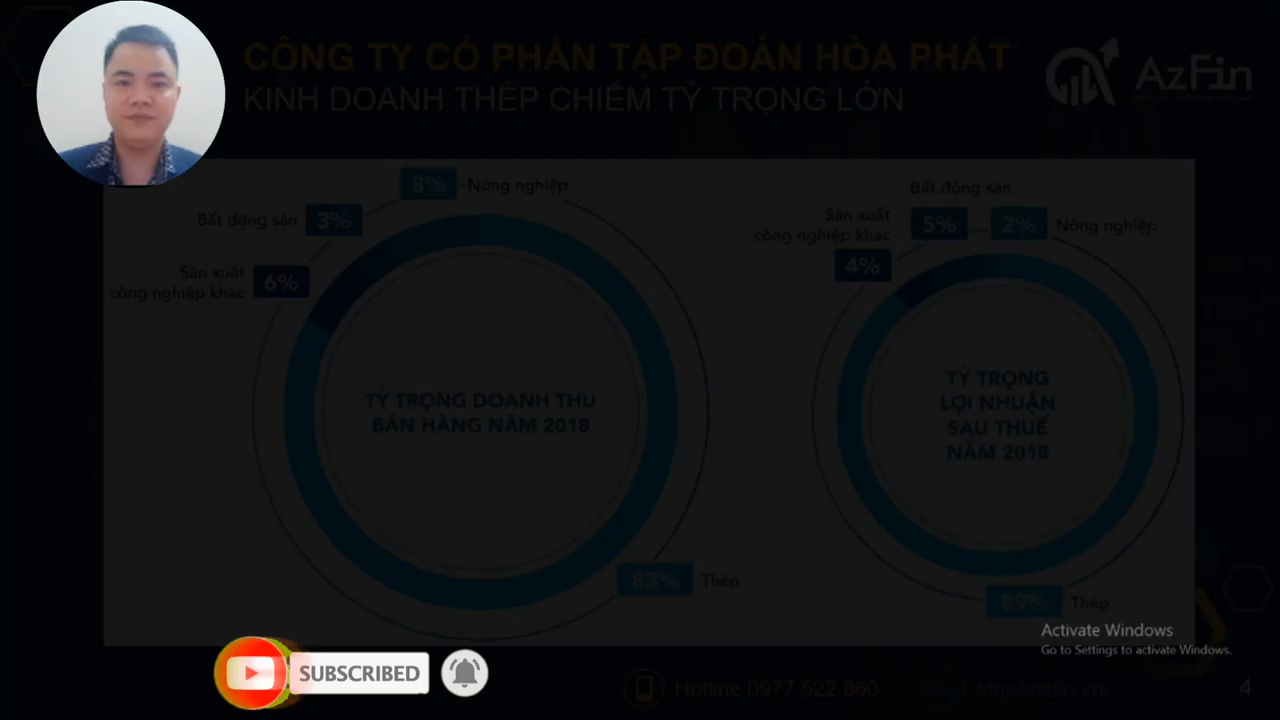 CÔNG TY CỔ PHẦN TẬP ĐOÀN HÒA PHÁT
KINH DOANH THÉP CHIẾM TỶ TRỌNG LỚN
AzFin
8% Nông nghiệp
Bất động sản 3%
Sản xuất
công nghiệp khác 6%
TỶ TRỌNG DOANH THU
BÁN HÀNG NĂM 2018
83% Thép
Bất động sản
5% 2% Nông nghiệp
Sản xuất
công nghiệp khác
4%
TỶ TRỌNG
LỢI NHUẬN
SAU THUẾ
NĂM 2018
89% Thép
Activate Windows
Go to Settings to activate Windows.
SUBSCRIBED
Hotline 0977 522 860
http://azfin.vn/
4